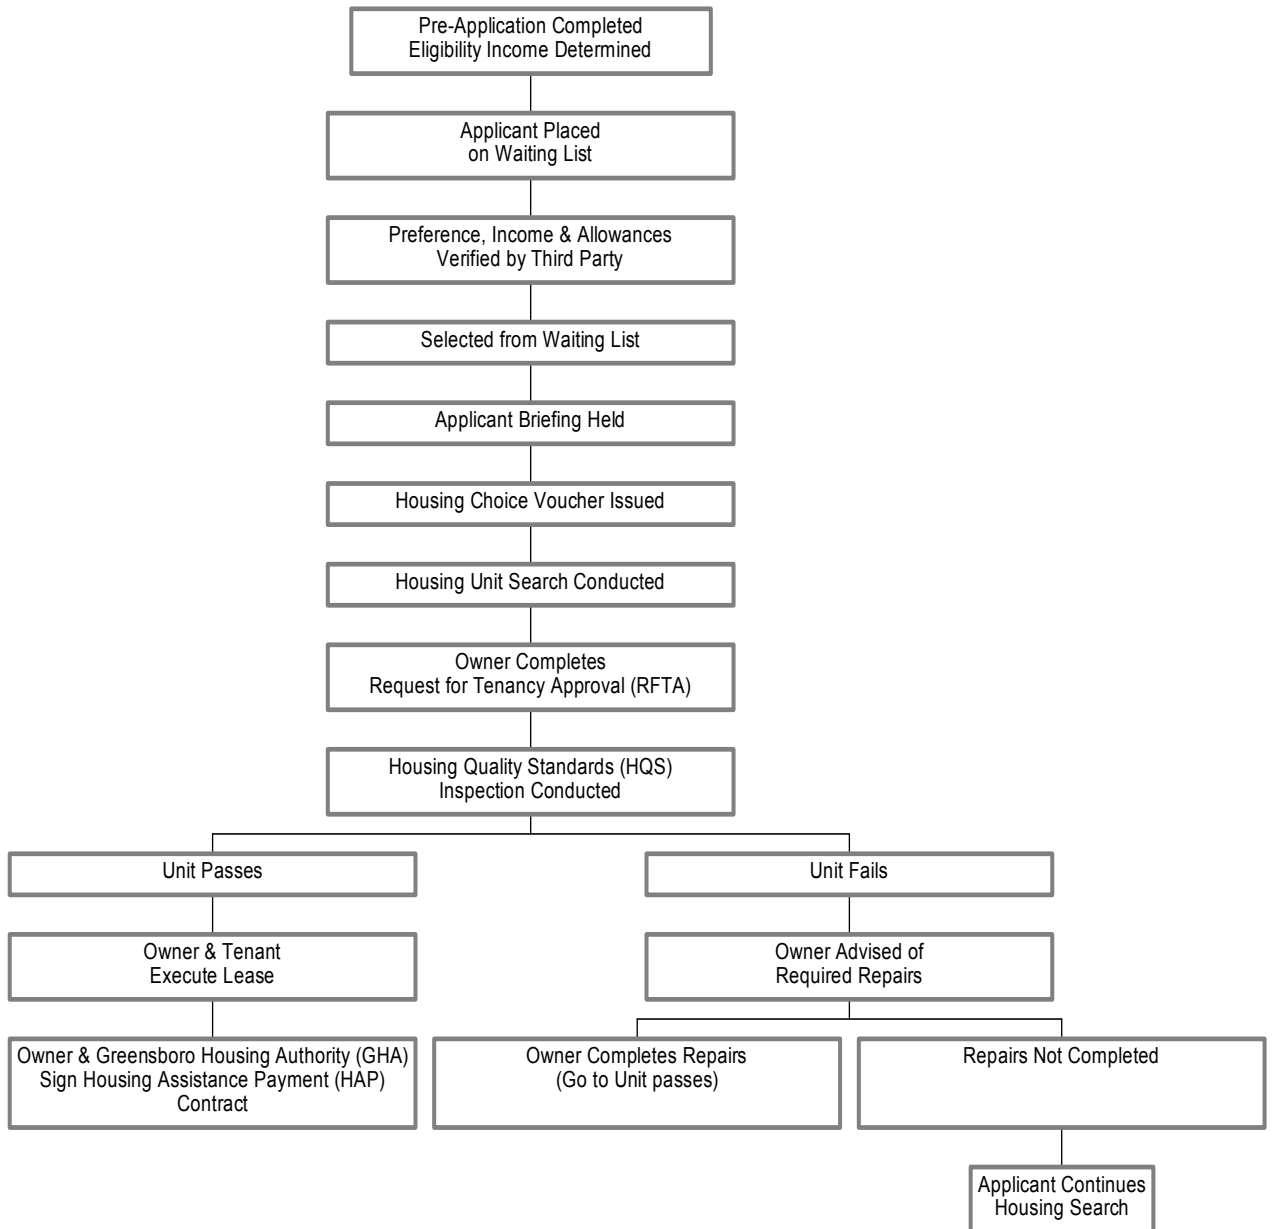 Pre-Application Completed
Eligibility Income Determined
Applicant Placed
on Waiting List
Preference, Income & Allowances
Verified by Third Party
Selected from Waiting List
Applicant Briefing Held
Housing Choice Voucher Issued
Housing Unit Search Conducted
Owner Completes
Request for Tenancy Approval (RFTA)
Housing Quality Standards (HQS)
Inspection Conducted
Unit Passes
Unit Fails
Owner & Tenant
Execute Lease
Owner Advised of
Required Repairs
Owner & Greensboro Housing Authority (GHA)
Sign Housing Assistance Payment (HAP)
Contract
Owner Completes Repairs
(Go to Unit passes)
Repairs Not Completed
Applicant Continues
Housing Search